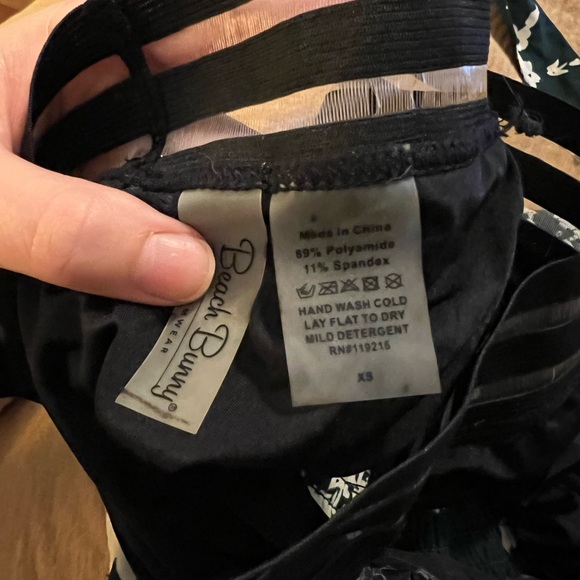 Beach Bunny®
MWEAR
Made in China
89% Polyamide
11% Spandex
HAND WASH COLD
LAY FLAT TO DRY
MILD DETERGENT
RN#119215
XS